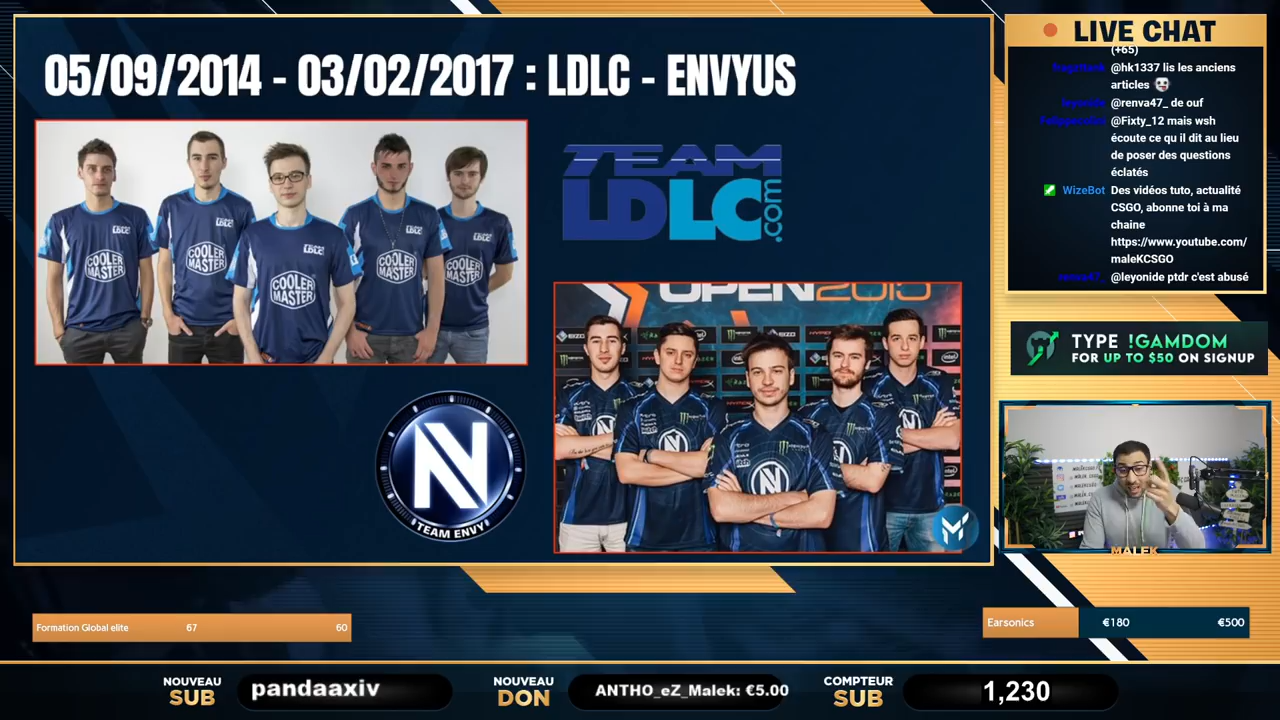 05/09/2014 - 03/02/2017 : LDLC - ENVYUS
TEAM
LDLC
.com
COOLER
MASTER
COOLER
MASTER
COOLER
MASTER
COOLER
MASTER
COOLER
MASTER
TEAM ENVY
OPEN2015
LIVE CHAT
(+65)
@hk1337 lis les anciens
articles
@renva47_ de ouf
@Fixty_12 mais wsh
écoute ce qu'il dit au lieu
de poser des questions
éclatés
WizeBot Des vidéos tuto, actualité
CSGO, abonne toi à ma
chaine
https://www.youtube.com/
maleKCSGO
@leyonide ptdr c'est abusé
TYPE !GAMDOM
FOR UP TO $50 ON SIGNUP
MALEK
Formation Global elite 67 60
Earsonics €180 €500
NOUVEAU
SUB
pandaaxiv
NOUVEAU
DON
ANTHO_eZ_Malek: €5.00
COMPTEUR
SUB
1,230